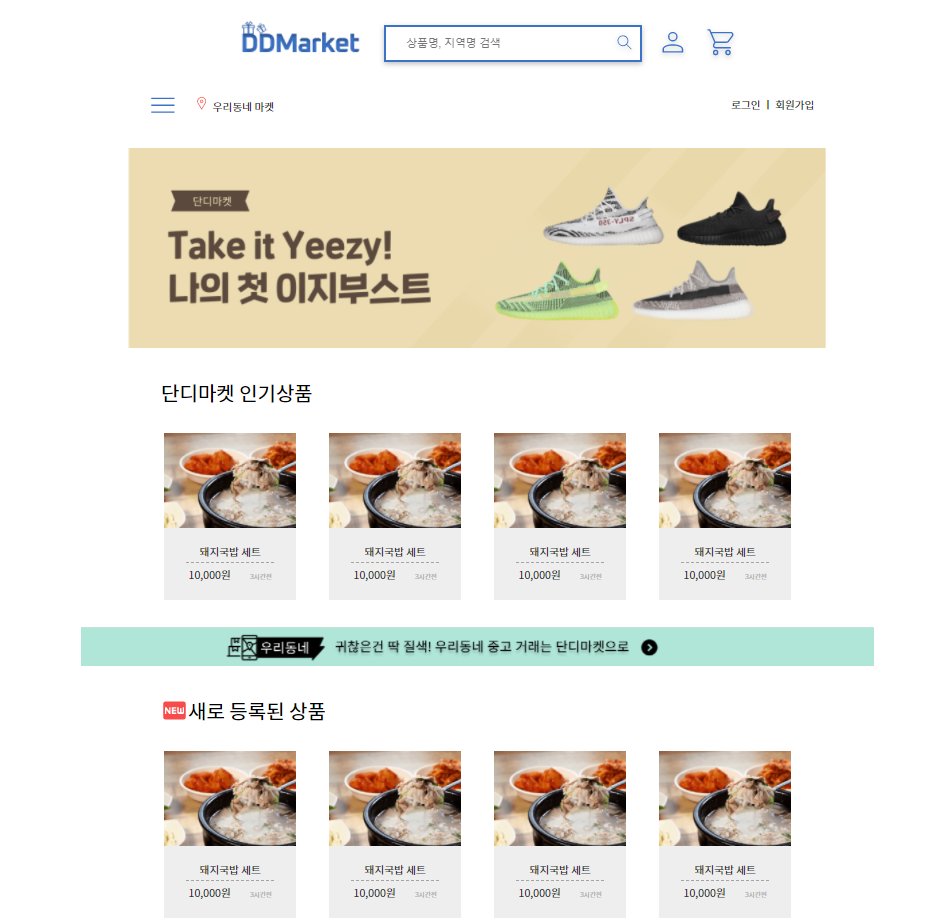 DDMarket
상품명, 지역명 검색
우리동네 마켓
로그인 | 회원가입
단디마켓
Take it Yeezy!
나의 첫 이지부스트
SPLY-350
단디마켓 인기상품
돼지국밥 세트 돼지국밥 세트 돼지국밥 세트 돼지국밥 세트
10,000원 3시간전 10,000원 3시간전 10,000원 3시간전 10,000원 3시간전
우리동네 귀찮은건 딱 질색! 우리동네 중고 거래는 단디마켓으로
NEW 새로 등록된 상품
돼지국밥 세트 돼지국밥 세트 돼지국밥 세트 돼지국밥 세트
10,000원 3시간전 10,000원 3시간전 10,000원 3시간전 10,000원 3시간전